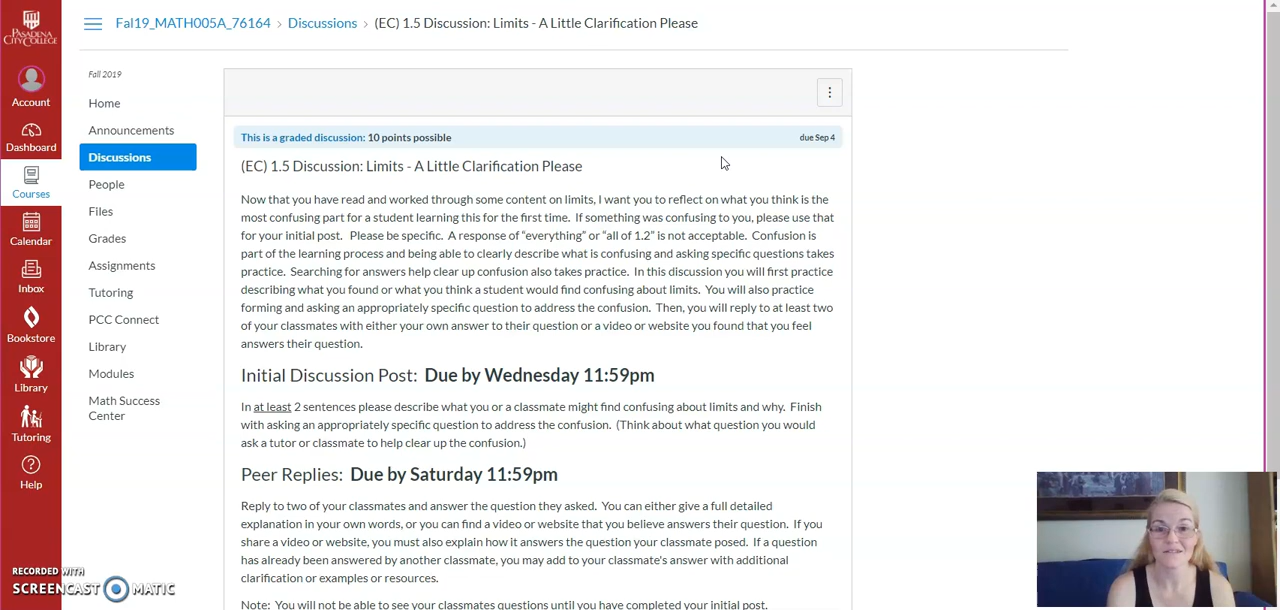 PASADENA
CITY COLLEGE
Account
Dashboard
Courses
Calendar
Inbox
Bookstore
Library
Tutoring
Help
Fal19_MATH005A_76164 › Discussions › (EC) 1.5 Discussion: Limits - A Little Clarification Please
Fall 2019
Home
Announcements
Discussions
People
Files
Grades
Assignments
Tutoring
PCC Connect
Library
Modules
Math Success
Center
This is a graded discussion: 10 points possible
due Sep 4
(EC) 1.5 Discussion: Limits - A Little Clarification Please
Now that you have read and worked through some content on limits, I want you to reflect on what you think is the
most confusing part for a student learning this for the first time. If something was confusing to you, please use that
for your initial post. Please be specific. A response of “everything” or “all of 1.2” is not acceptable. Confusion is
part of the learning process and being able to clearly describe what is confusing and asking specific questions takes
practice. Searching for answers help clear up confusion also takes practice. In this discussion you will first practice
describing what you found or what you think a student would find confusing about limits. You will also practice
forming and asking an appropriately specific question to address the confusion. Then, you will reply to at least two
of your classmates with either your own answer to their question or a video or website you found that you feel
answers their question.
Initial Discussion Post: Due by Wednesday 11:59pm
In at least 2 sentences please describe what you or a classmate might find confusing about limits and why. Finish
with asking an appropriately specific question to address the confusion. (Think about what question you would
ask a tutor or classmate to help clear up the confusion.)
Peer Replies: Due by Saturday 11:59pm
Reply to two of your classmates and answer the question they asked. You can either give a full detailed
explanation in your own words, or you can find a video or website that you believe answers their question. If you
share a video or website, you must also explain how it answers the question your classmate posed. If a question
has already been answered by another classmate, you may add to your classmate's answer with additional
clarification or examples or resources.
Note: You will not be able to see your classmates questions until you have completed your initial post.
RECORDED WITH
SCREENCAST MATIC